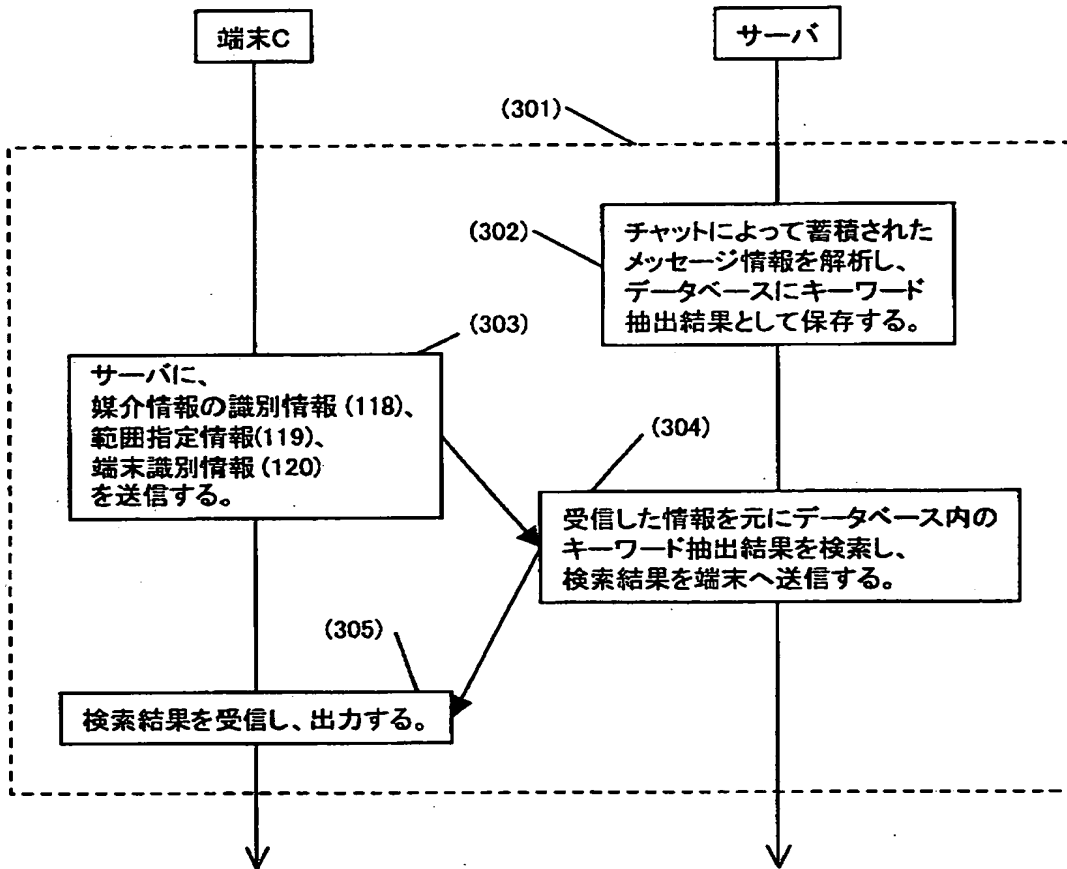 端末C
サーバ
(301)
(302)
チャットによって蓄積された
メッセージ情報を解析し、
データベースにキーワード
抽出結果として保存する。
(303)
サーバに、
媒介情報の識別情報(118)、
範囲指定情報(119)、
端末識別情報(120)
を送信する。
(304)
受信した情報を元にデータベース内の
キーワード抽出結果を検索し、
検索結果を端末へ送信する。
(305)
検索結果を受信し、出力する。